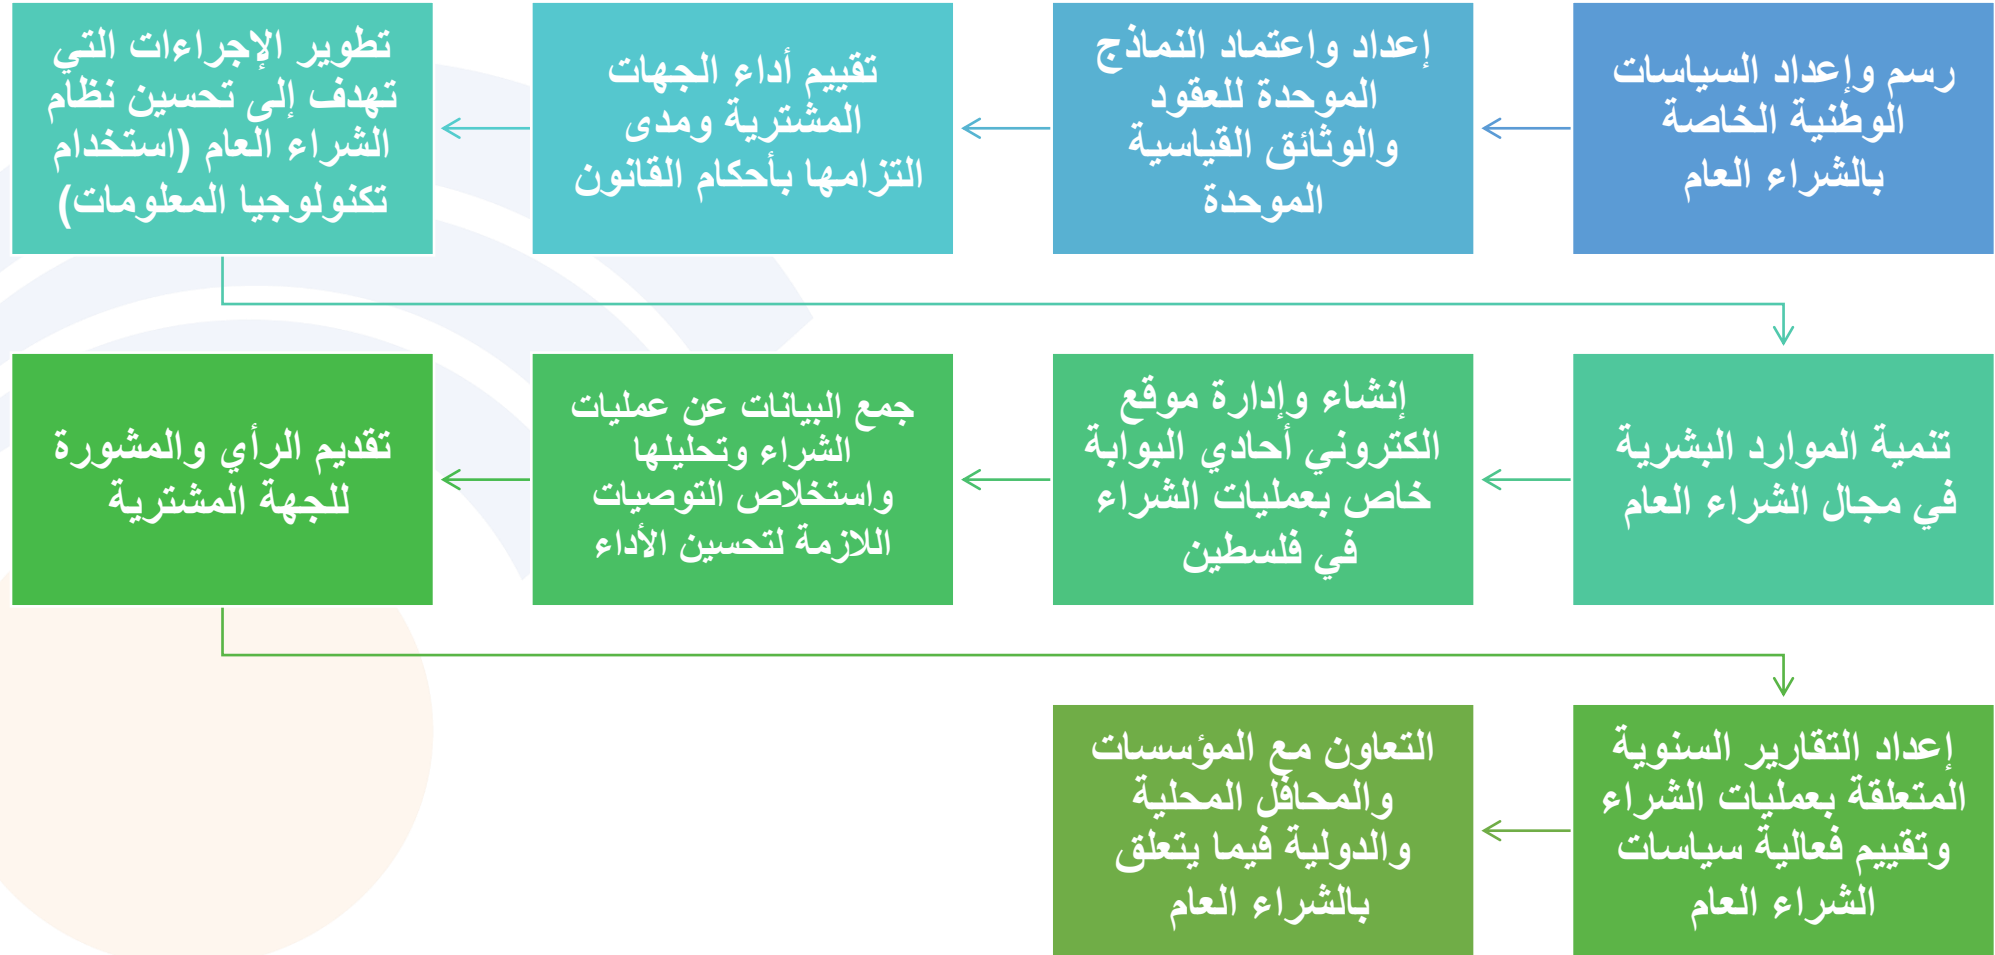 رسم وإعداد السياسات
الوطنية الخاصة
بالشراء العام
إعداد واعتماد النماذج
الموحدة للعقود
والوثائق القياسية
الموحدة
تقييم أداء الجهات
المشترية ومدى
التزامها بأحكام القانون
تطوير الإجراءات التي
تهدف إلى تحسين نظام
الشراء العام (استخدام
تكنولوجيا المعلومات)
تنمية الموارد البشرية
في مجال الشراء العام
إنشاء وإدارة موقع
الكتروني أحادي البوابة
خاص بعمليات الشراء
في فلسطين
جمع البيانات عن عمليات
الشراء وتحليلها
واستخلاص التوصيات
اللازمة لتحسين الأداء
تقديم الرأي والمشورة
للجهة المشترية
إعداد التقارير السنوية
المتعلقة بعمليات الشراء
وتقييم فعالية سياسات
الشراء العام
التعاون مع المؤسسات
والمحافل المحلية
والدولية فيما يتعلق
بالشراء العام